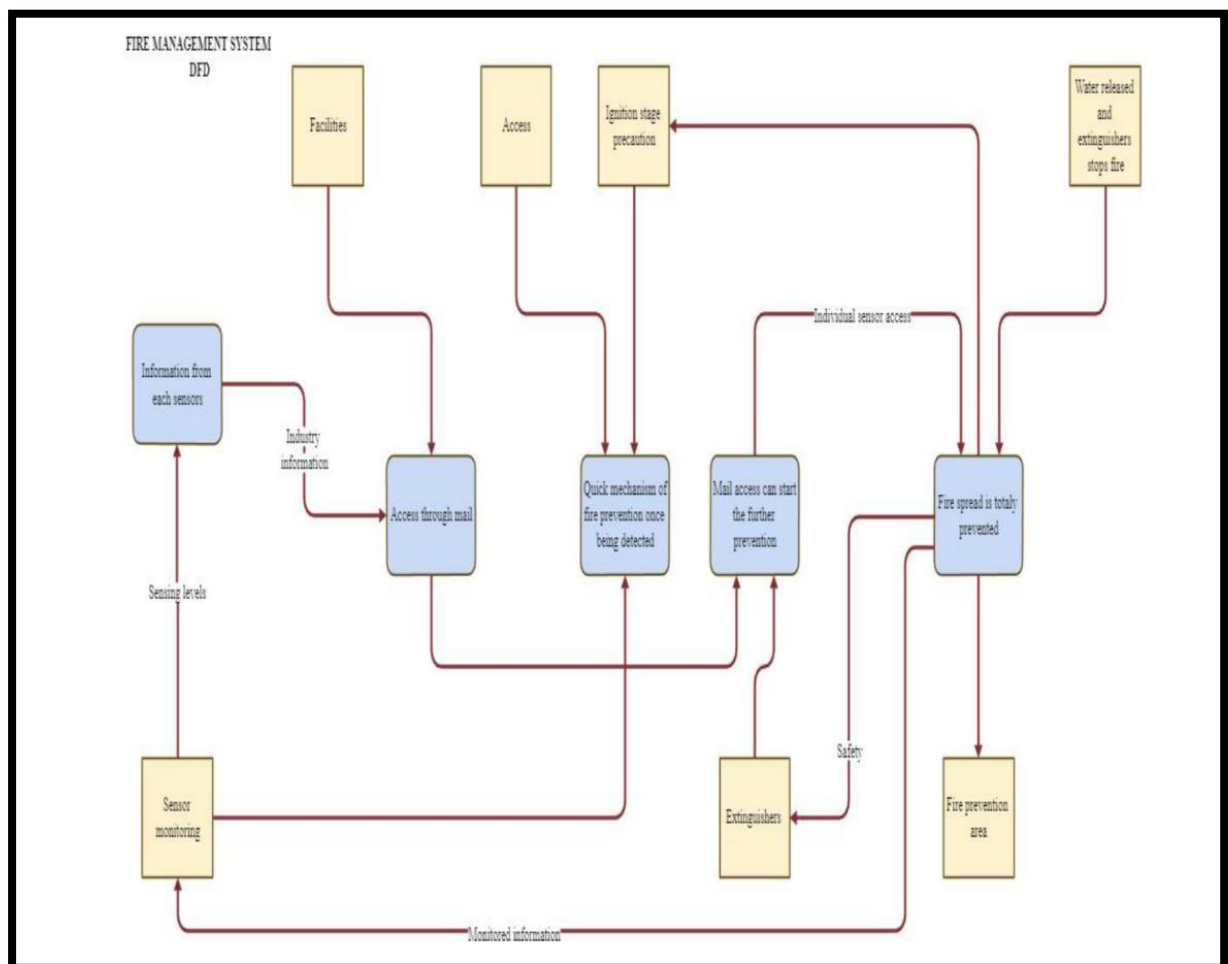 FIRE MANAGEMENT SYSTEM
DFD
Facilities
Access
Ignition stage
precaution
Water released
and
extinguishers
stops fire
Individual sensor access
Information from
each sensors
Industry
information
Access through mail
Quick mechanism of
fire prevention once
being detected
Mail access can start
the further
prevention
Fire spread is totaly
prevented
Sensing levels
Safety
Sensor
monitoring
Extinguishers
Fire prevention
area
Monitored information